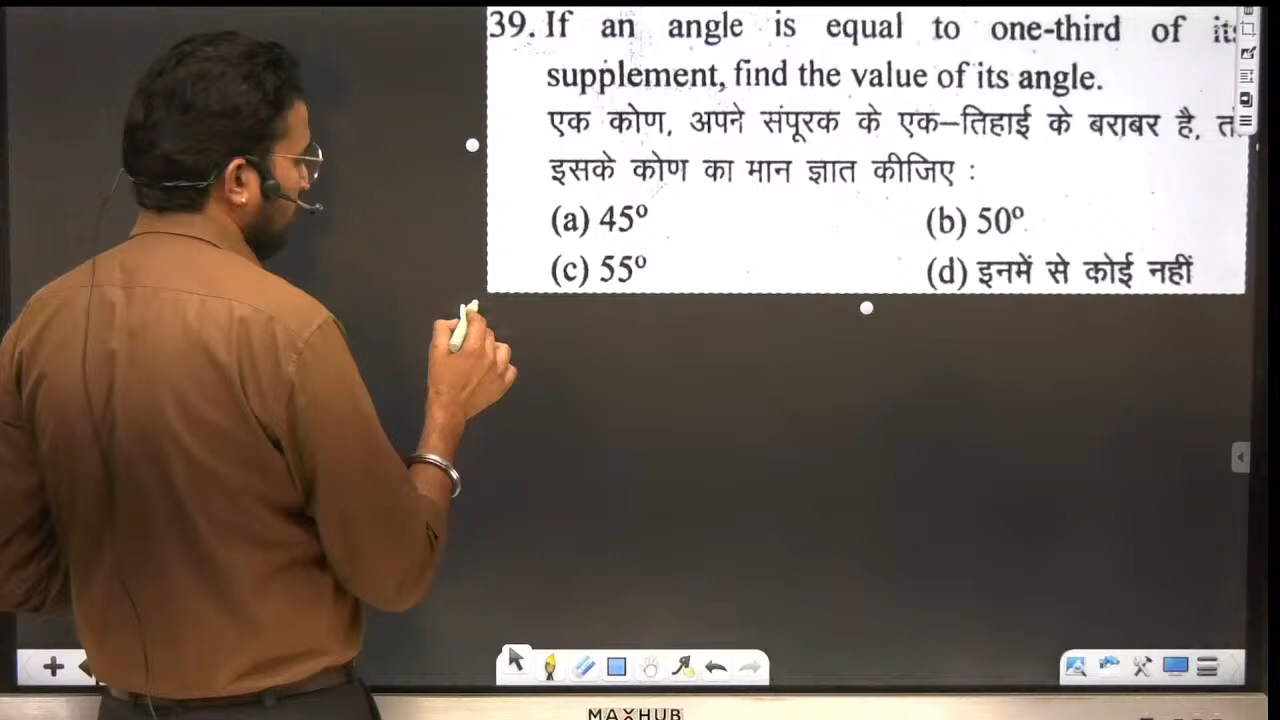 39. If an angle is equal to one-third of its
supplement, find the value of its angle.
एक कोण, अपने संपूरक के एक–तिहाई के बराबर है,
इसके कोण का मान ज्ञात कीजिए :
(a) 45° (b) 50°
(c) 55° (d) इनमें से कोई नहीं
MAXHUB